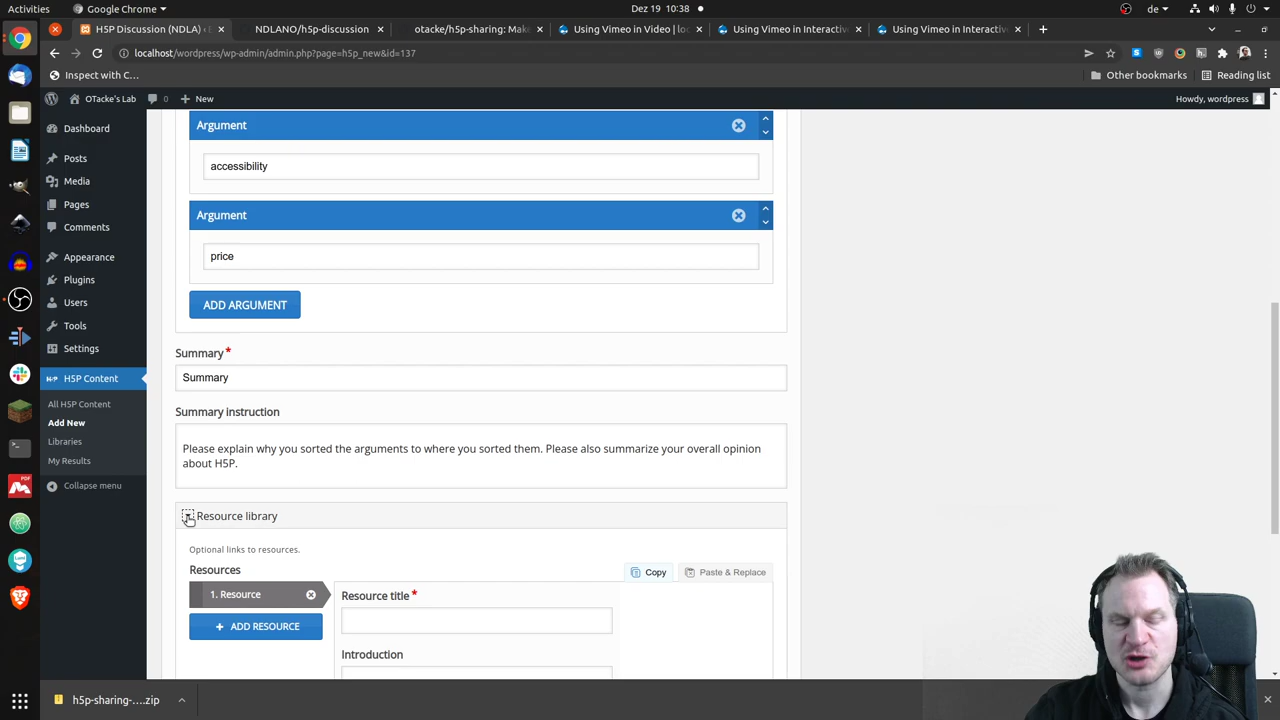 Activities
Google Chrome
Dez 19 10:38
de
H5P Discussion (NDLA) ‹
NDLANO/h5p-discussion
otacke/h5p-sharing: Mak
Using Vimeo in Video | loc
Using Vimeo in Interactive
Using Vimeo in Interactive
localhost/wordpress/wp-admin/admin.php?page=h5p_new&id=137
Inspect with C...
Other bookmarks
Reading list
OTacke's Lab
New
Howdy, wordpress
Dashboard
Posts
Media
Pages
Comments
Appearance
Plugins
Users
Tools
Settings
H5P Content
All H5P Content
Add New
Libraries
My Results
Collapse menu
Argument
accessibility
Argument
price
ADD ARGUMENT
Summary *
Summary
Summary instruction
Please explain why you sorted the arguments to where you sorted them. Please also summarize your overall opinion
about H5P.
Resource library
Optional links to resources.
Resources
Copy
Paste & Replace
1. Resource
Resource title *
+ ADD RESOURCE
Introduction
h5p-sharing-....zip